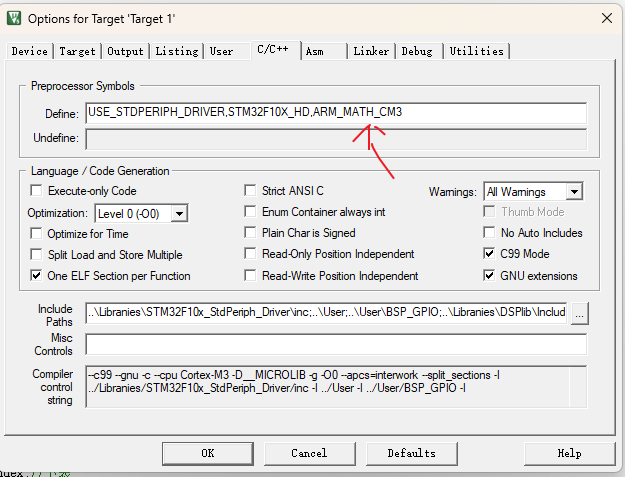 Options for Target 'Target 1'
Device Target Output Listing User C/C++ Asm Linker Debug Utilities
Preprocessor Symbols
Define: USE_STDPERIPH_DRIVER,STM32F10X_HD,ARM_MATH_CM3
Undefine:
Language / Code Generation
Execute-only Code Strict ANSI C Warnings: All Warnings
Optimization: Level 0 (-O0) Enum Container always int Thumb Mode
Optimize for Time Plain Char is Signed No Auto Includes
Split Load and Store Multiple Read-Only Position Independent C99 Mode
One ELF Section per Function Read-Write Position Independent GNU extensions
Include Paths ..\Libraries\STM32F10x_StdPeriph_Driver\inc;..\User;..\User\BSP_GPIO;..\Libraries\DSPlib\Includ ...
Misc Controls
Compiler control string --c99 --gnu -c --cpu Cortex-M3 -D__MICROLIB -g -O0 --apcs=interwork --split_sections -I
../Libraries/STM32F10x_StdPeriph_Driver/inc -I ../User -I ../User/BSP_GPIO -I
OK Cancel Defaults Help